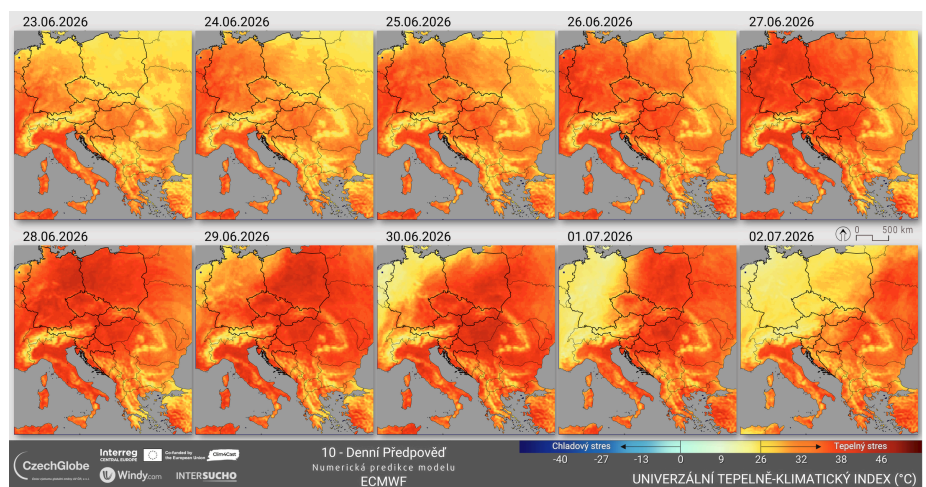 23.06.2026
24.06.2026
25.06.2026
26.06.2026
27.06.2026
28.06.2026
29.06.2026
30.06.2026
01.07.2026
02.07.2026
0 500 km
CzechGlobe
Interreg
CENTRAL EUROPE
Co-funded by
the European Union
Clim4Cast
Windy.com
INTERSUCHO
10 - Denní Předpověď
Numerická predikce modelu
ECMWF
Chladový stres
Tepelný stres
-40 -27 -13 0 9 26 32 38 46
UNIVERZÁLNÍ TEPELNĚ-KLIMATICKÝ INDEX (°C)